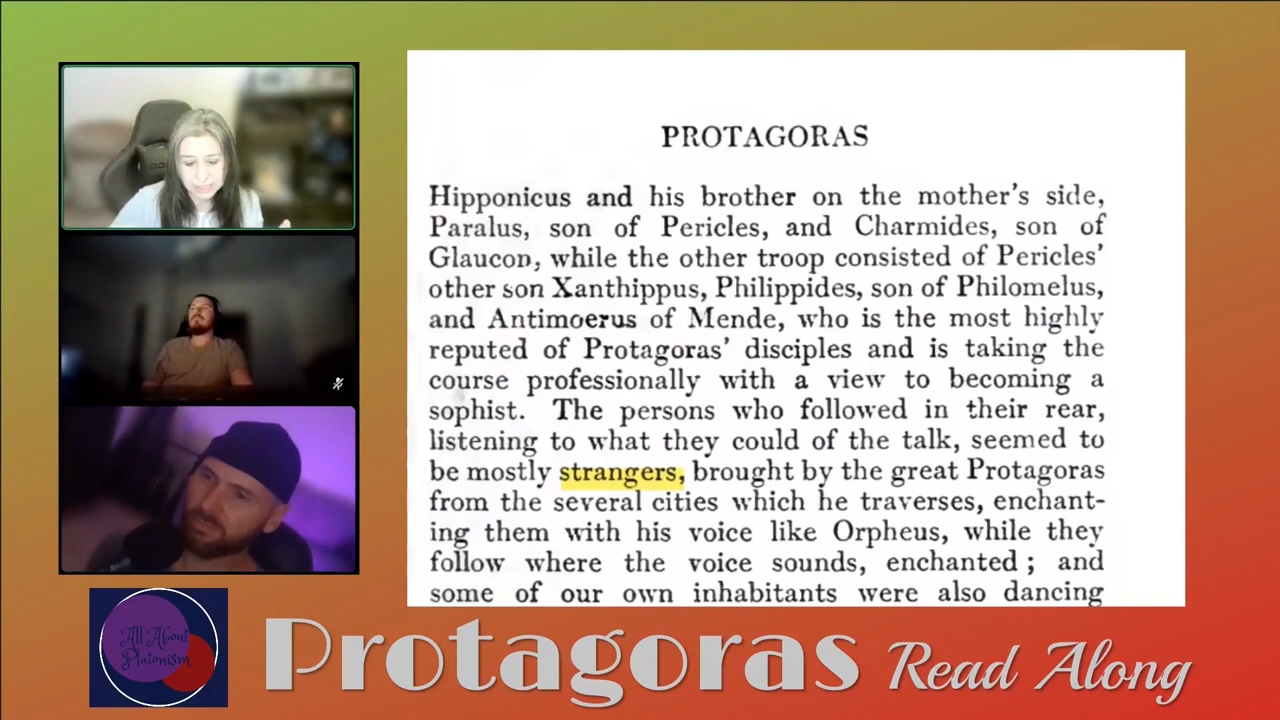 PROTAGORAS
Hipponicus and his brother on the mother's side,
Paralus, son of Pericles, and Charmides, son of
Glaucon, while the other troop consisted of Pericles'
other son Xanthippus, Philippides, son of Philomelus,
and Antimoerus of Mende, who is the most highly
reputed of Protagoras' disciples and is taking the
course professionally with a view to becoming a
sophist. The persons who followed in their rear,
listening to what they could of the talk, seemed to
be mostly strangers, brought by the great Protagoras
from the several cities which he traverses, enchant-
ing them with his voice like Orpheus, while they
follow where the voice sounds, enchanted ; and
some of our own inhabitants were also dancing
All About
Platonism
Protagoras Read Along